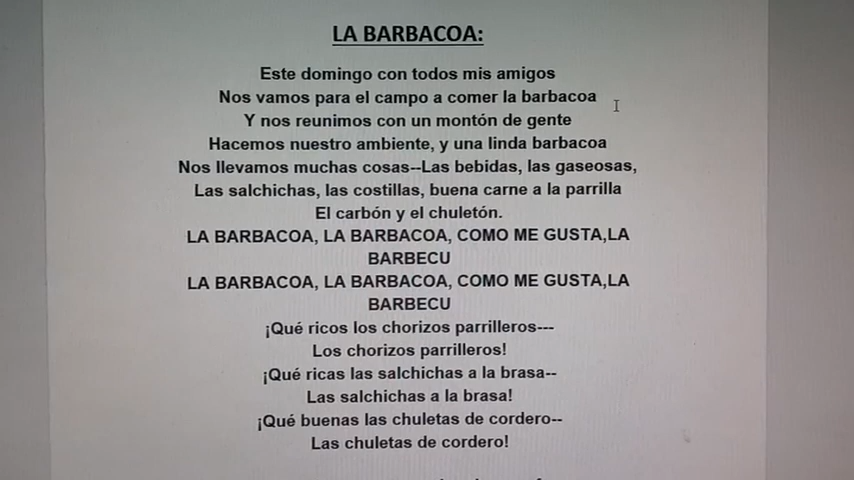 LA BARBACOA:
Este domingo con todos mis amigos
Nos vamos para el campo a comer la barbacoa
Y nos reunimos con un montón de gente
Hacemos nuestro ambiente, y una linda barbacoa
Nos llevamos muchas cosas--Las bebidas, las gaseosas,
Las salchichas, las costillas, buena carne a la parrilla
El carbón y el chuletón.
LA BARBACOA, LA BARBACOA, COMO ME GUSTA,LA
BARBECU
LA BARBACOA, LA BARBACOA, COMO ME GUSTA,LA
BARBECU
¡Qué ricos los chorizos parrilleros---
Los chorizos parrilleros!
¡Qué ricas las salchichas a la brasa--
Las salchichas a la brasa!
¡Qué buenas las chuletas de cordero--
Las chuletas de cordero!